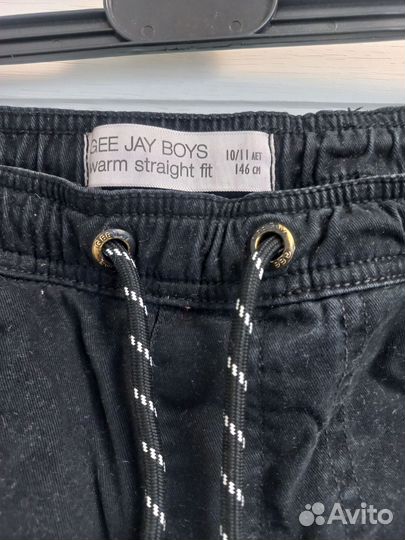 GEE JAY BOYS
warm straight fit
10/11 ЛЕТ
146 СМ
Avito